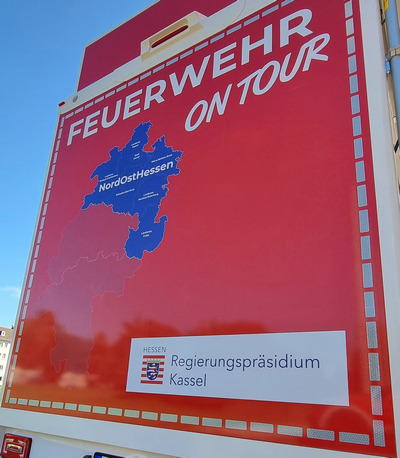 FEUERWEHR
ON TOUR
NordOstHessen
HESSEN
Regierungspräsidium
Kassel